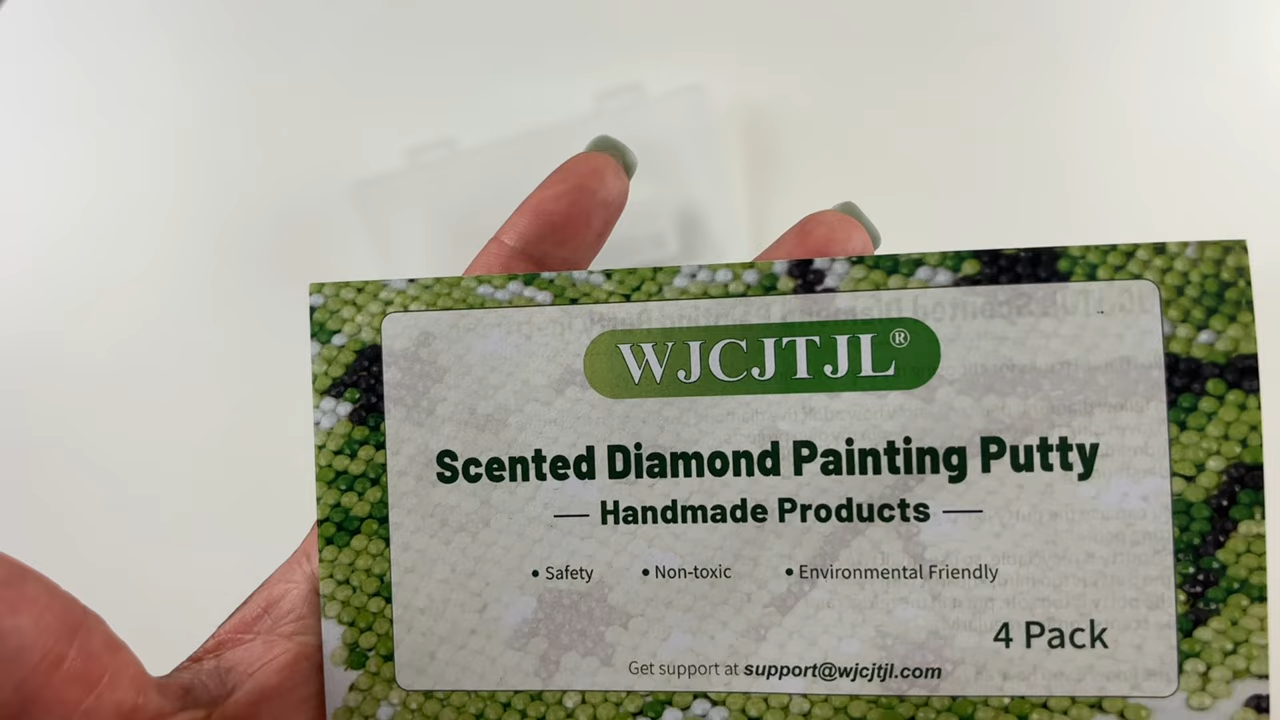 WJCJTJL®
Scented Diamond Painting Putty
— Handmade Products —
• Safety • Non-toxic • Environmental Friendly
4 Pack
Get support at support@wjcjtjl.com